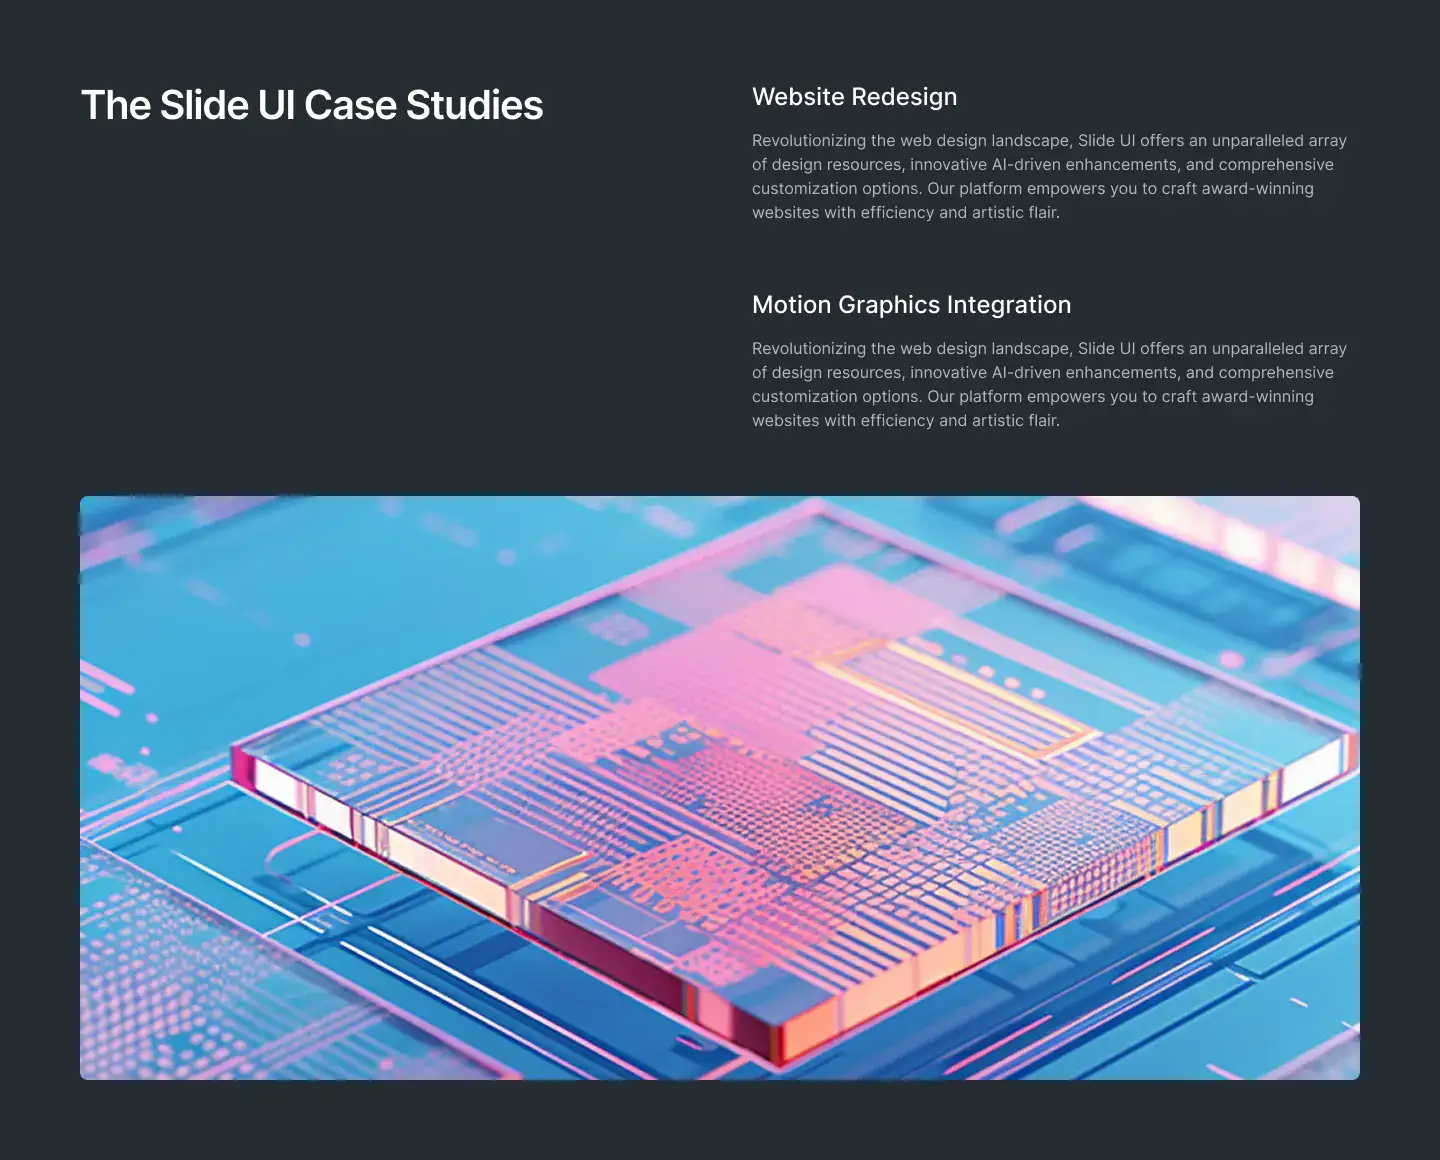 The Slide UI Case Studies
Website Redesign
Revolutionizing the web design landscape, Slide UI offers an unparalleled array
of design resources, innovative AI-driven enhancements, and comprehensive
customization options. Our platform empowers you to craft award-winning
websites with efficiency and artistic flair.
Motion Graphics Integration
Revolutionizing the web design landscape, Slide UI offers an unparalleled array
of design resources, innovative AI-driven enhancements, and comprehensive
customization options. Our platform empowers you to craft award-winning
websites with efficiency and artistic flair.